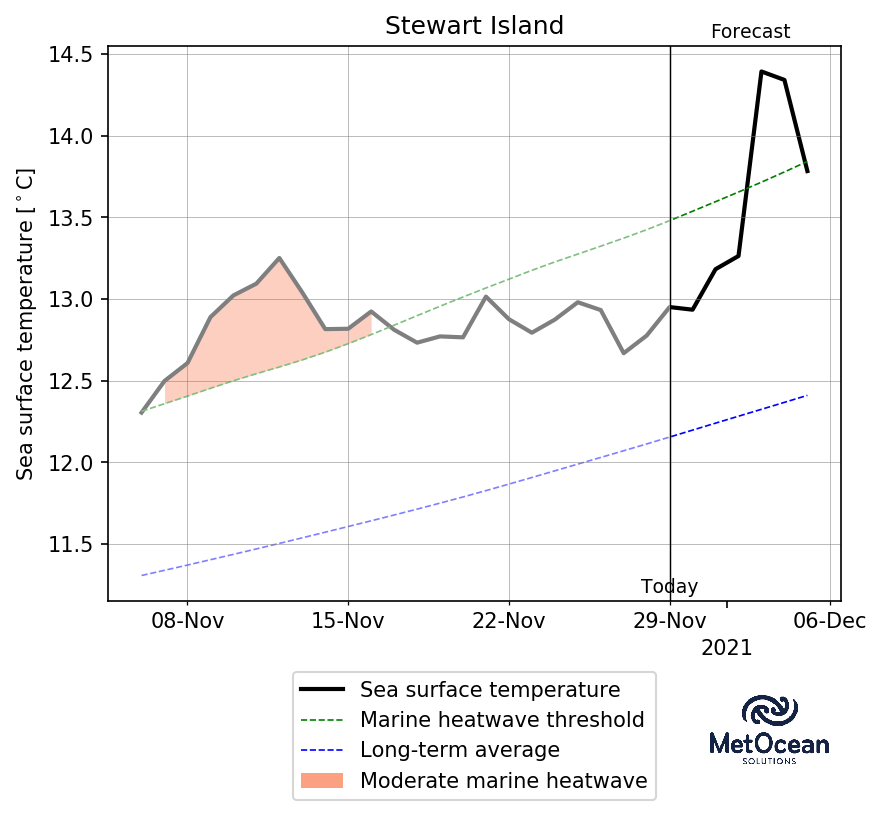 Stewart Island
Forecast
14.5
14.0
13.5
13.0
12.5
12.0
11.5
Sea surface temperature [°C]
Today
08-Nov 15-Nov 22-Nov 29-Nov 06-Dec
2021
Sea surface temperature
Marine heatwave threshold
Long-term average
Moderate marine heatwave
MetOcean
SOLUTIONS